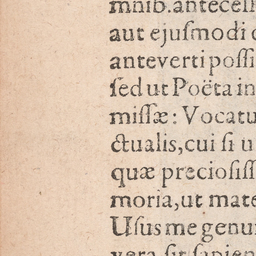 mnib.antecell
aut ejuſmodi
anteverti poſſi
ſed ut Poëta in
miſſæ: Vocatu
ctualis, cui ſi u
quæ precioſiſſ
moria, ut mate
Uſus me genui
vera ſit ſapien